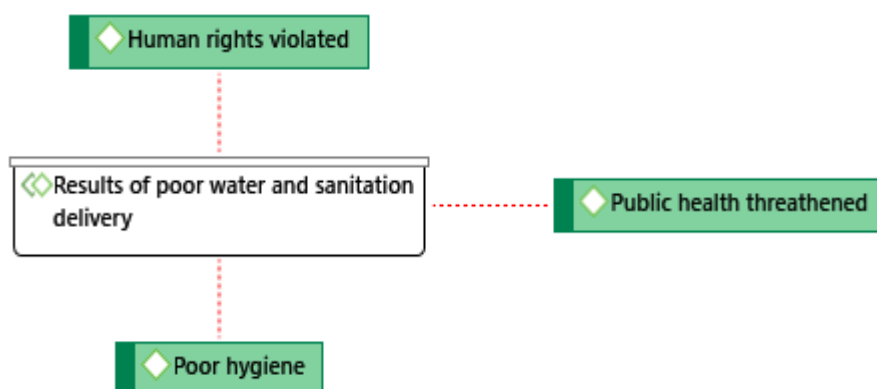 Human rights violated
Results of poor water and sanitation
delivery
Public health threathened
Poor hygiene